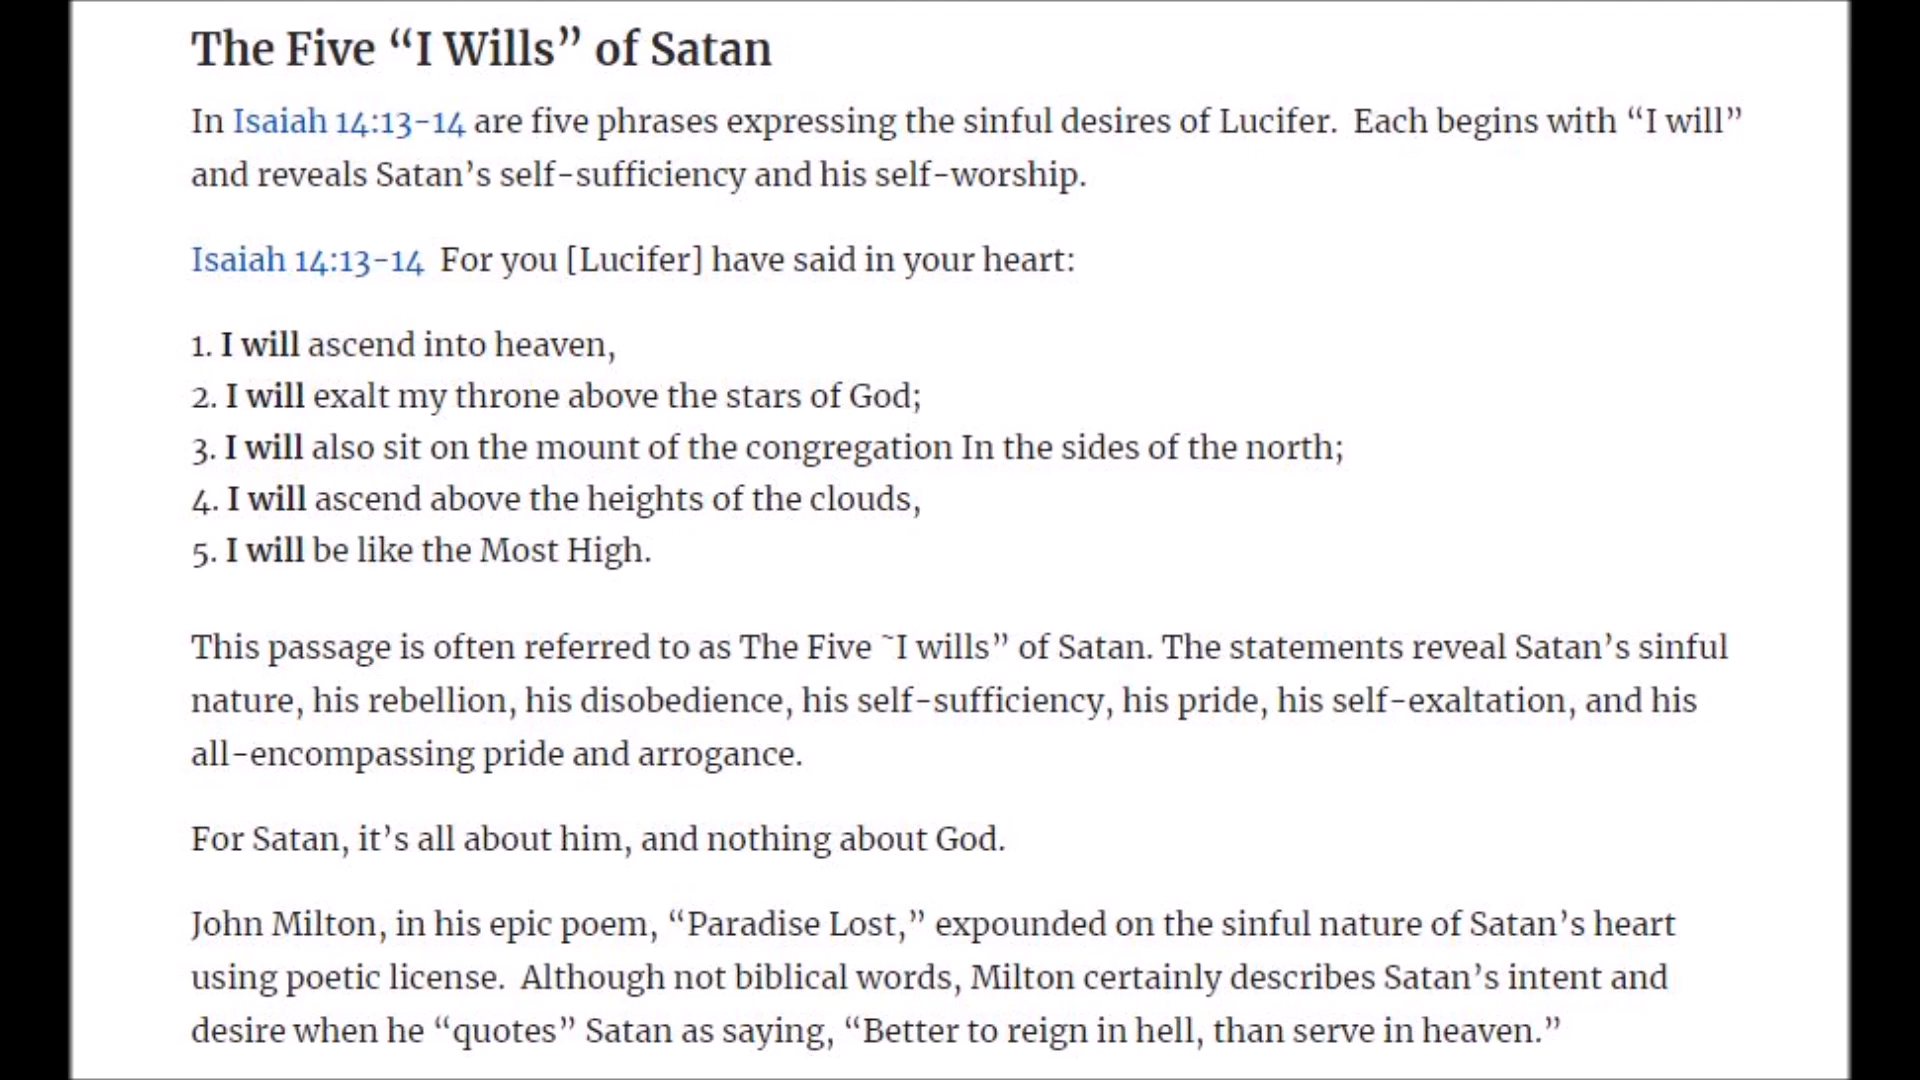 The Five “I Wills” of Satan
In Isaiah 14:13-14 are five phrases expressing the sinful desires of Lucifer.  Each begins with “I will”
and reveals Satan’s self-sufficiency and his self-worship.
Isaiah 14:13-14  For you [Lucifer] have said in your heart:
1. I will ascend into heaven,
2. I will exalt my throne above the stars of God;
3. I will also sit on the mount of the congregation In the sides of the north;
4. I will ascend above the heights of the clouds,
5. I will be like the Most High.
This passage is often referred to as The Five ˜I wills” of Satan. The statements reveal Satan’s sinful
nature, his rebellion, his disobedience, his self-sufficiency, his pride, his self-exaltation, and his
all-encompassing pride and arrogance.
For Satan, it’s all about him, and nothing about God.
John Milton, in his epic poem, “Paradise Lost,” expounded on the sinful nature of Satan’s heart
using poetic license.  Although not biblical words, Milton certainly describes Satan’s intent and
desire when he “quotes” Satan as saying, “Better to reign in hell, than serve in heaven.”